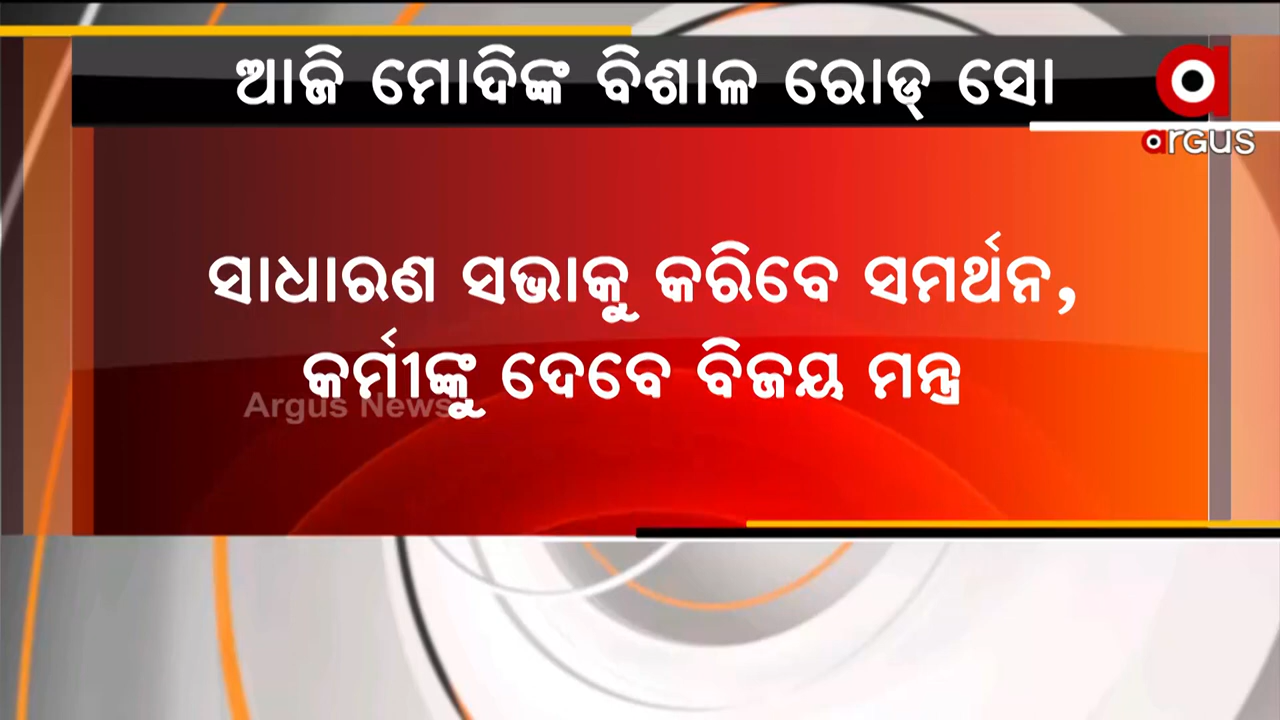 ଆଜି ମୋଦିଙ୍କ ବିଶାଳ ରୋଡ୍ ସୋ
argus
ସାଧାରଣ ସଭାକୁ କରିବେ ସମର୍ଥନ,
କର୍ମୀଙ୍କୁ ଦେବେ ବିଜୟ ମନ୍ତ୍ର
Argus News